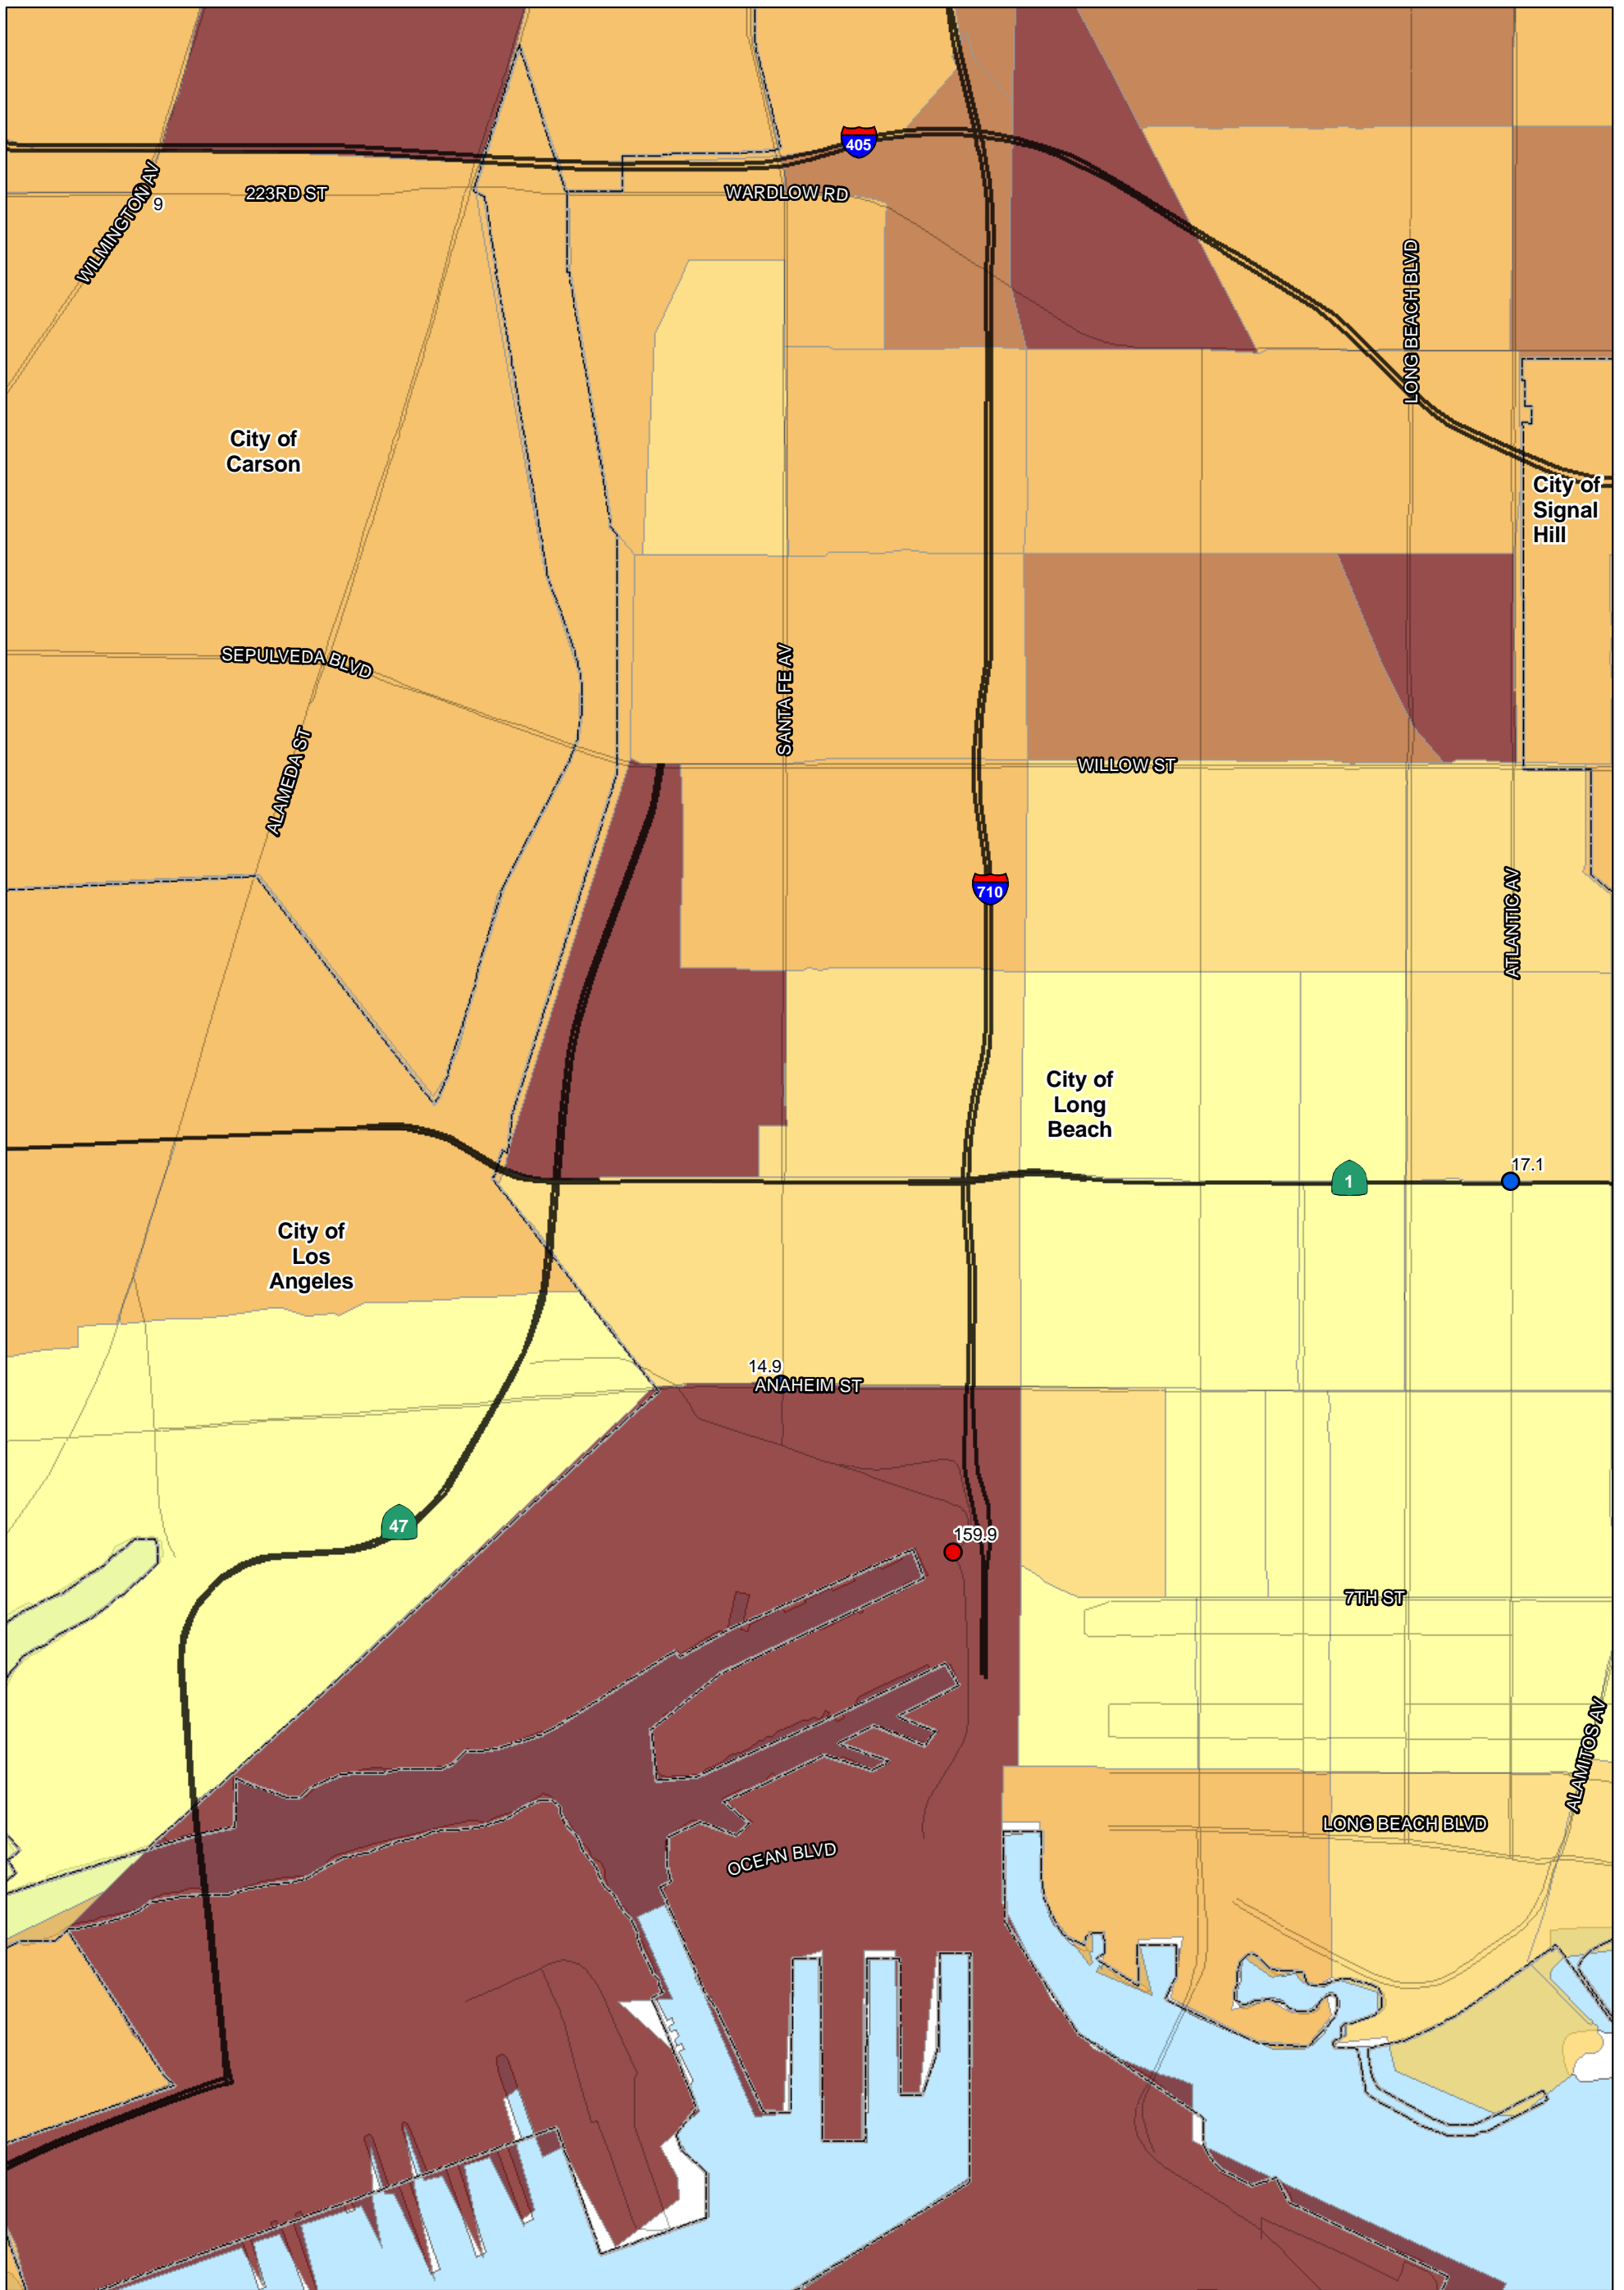 405
WILMINGTON AV
9
223RD ST
WARDLOW RD
LONG BEACH BLVD
City of
Carson
City of
Signal
Hill
SEPULVEDA BLVD
SANTA FE AV
ALAMEDA ST
WILLOW ST
710
ATLANTIC AV
City of
Long
Beach
17.1
1
City of
Los
Angeles
14.9
ANAHEIM ST
47
159.9
7TH ST
ALAMITOS AV
LONG BEACH BLVD
OCEAN BLVD